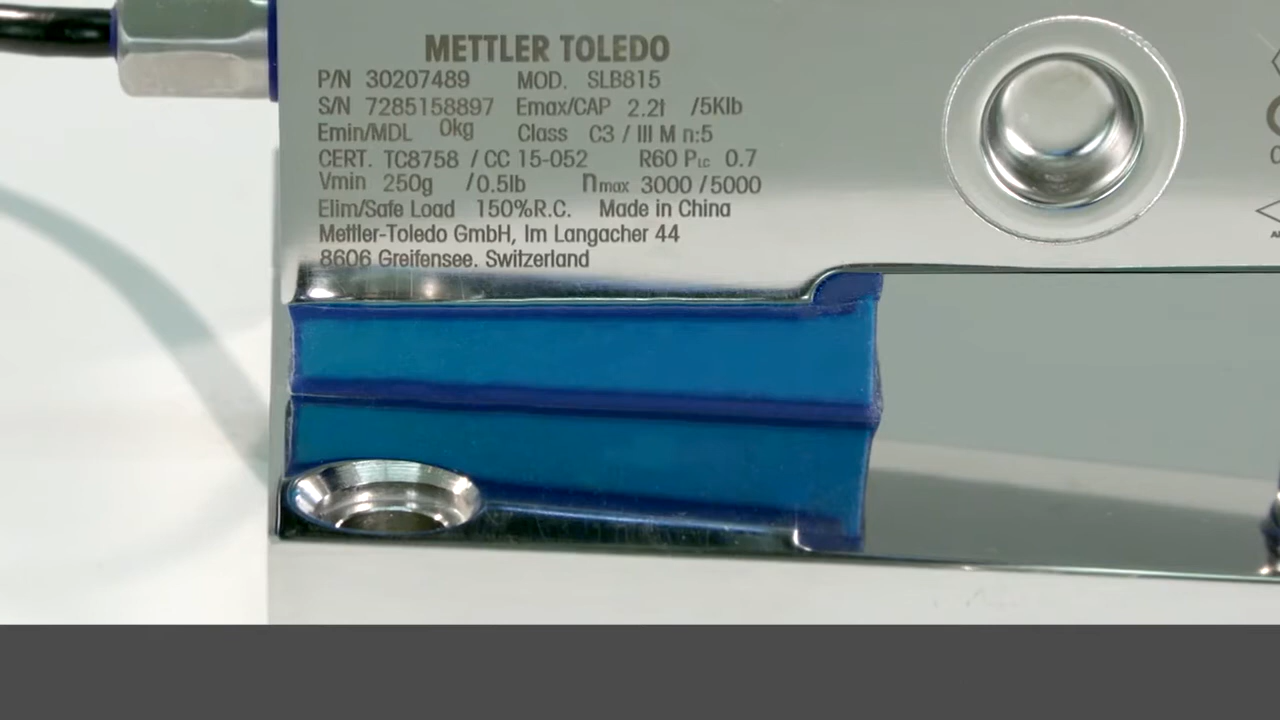 METTLER TOLEDO
P/N 30207489 MOD. SLB815
S/N 7285158897 Emax/CAP 2.2t /5Klb
Emin/MDL 0kg Class C3 / III M n:5
CERT. TC8758 / CC 15-052 R60 PLC 0.7
Vmin 250g /0.5lb nmax 3000 /5000
Elim/Safe Load 150%R.C. Made in China
Mettler-Toledo GmbH, Im Langacher 44
8606 Greifensee. Switzerland